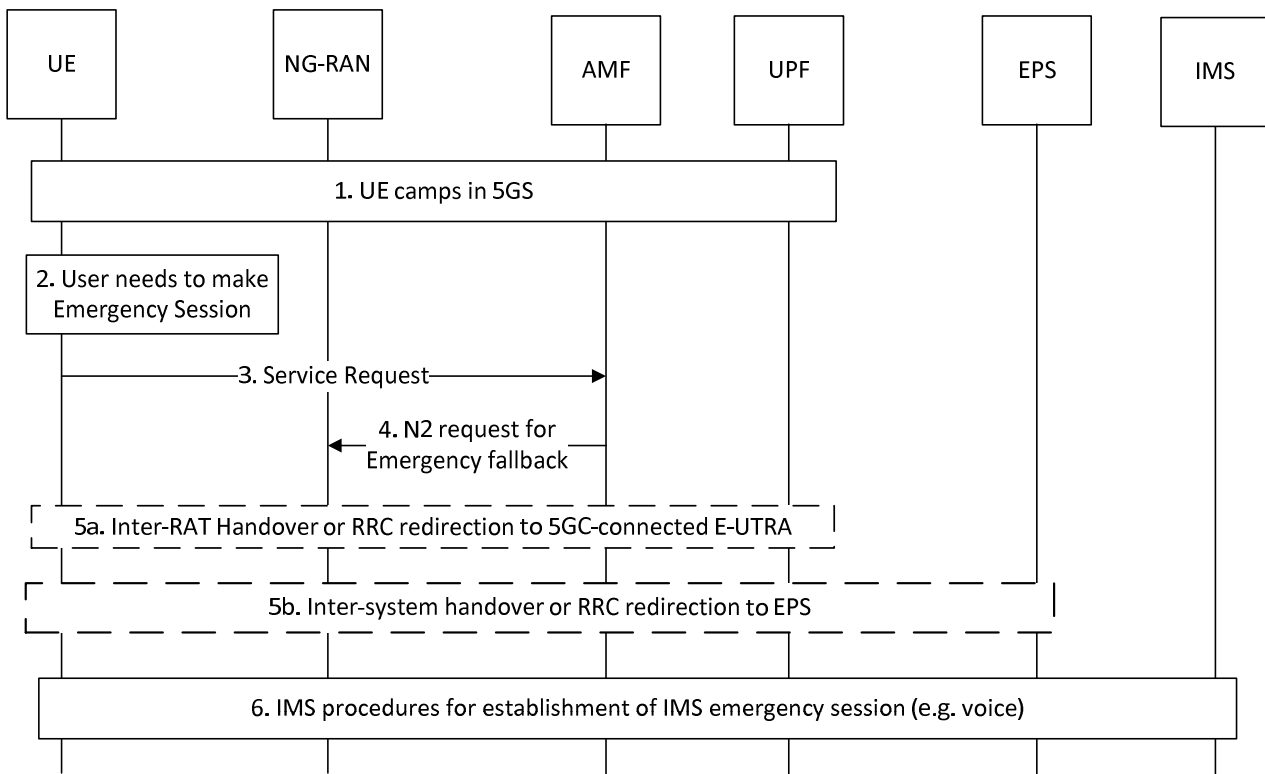 UE
NG-RAN
AMF
UPF
EPS
IMS
1. UE camps in 5GS
2. User needs to make
Emergency Session
3. Service Request
4. N2 request for
Emergency fallback
5a. Inter-RAT Handover or RRC redirection to 5GC-connected E-UTRA
5b. Inter-system handover or RRC redirection to EPS
6. IMS procedures for establishment of IMS emergency session (e.g. voice)